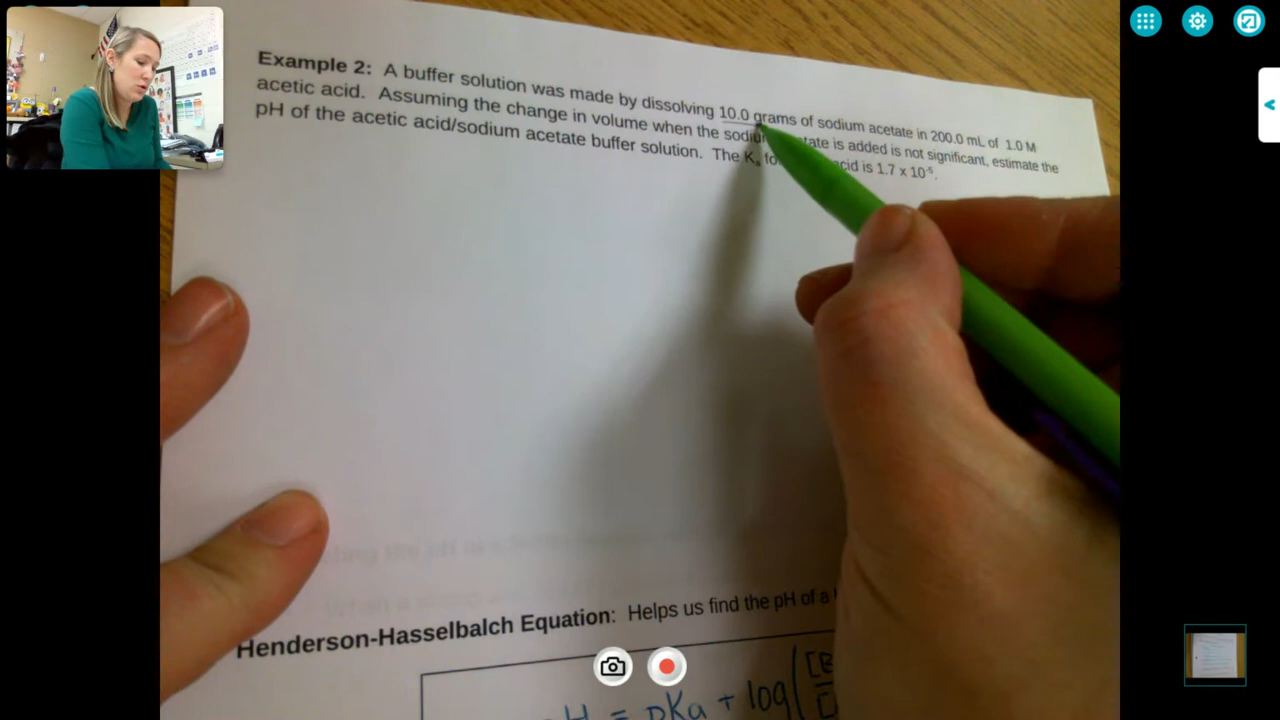 Example 2: A buffer solution was made by dissolving 10.0 grams of sodium acetate in 200.0 mL of 1.0 M
acetic acid. Assuming the change in volume when the sodium is added is not significant, estimate the
pH of the acetic acid/sodium acetate buffer solution. The Kₐ is 1.7 x 10⁻⁵.
Henderson-Hasselbalch Equation: Helps us find the pH of a
= pKa + log(